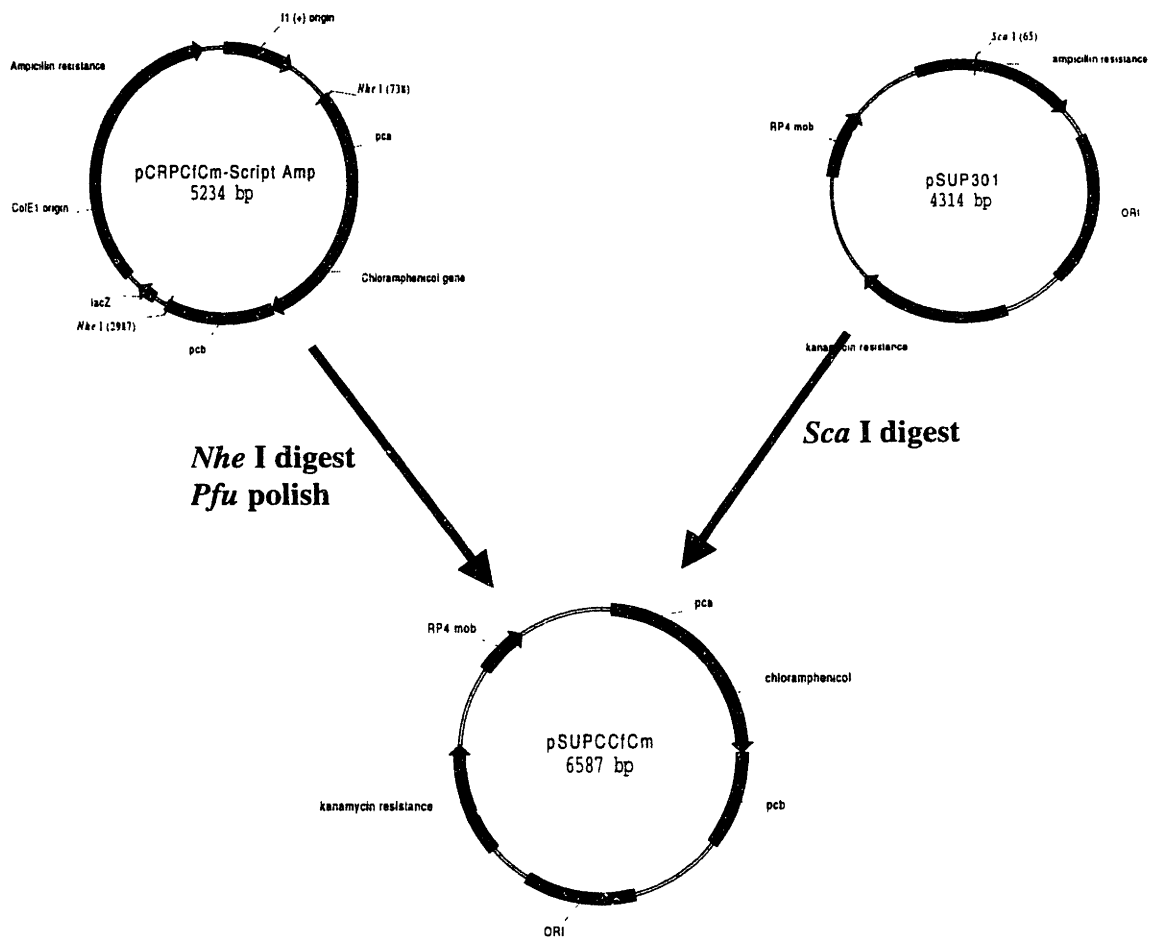 f1 (+) origin
Ampicillin resistance
Nhe I (738)
pca
pCRPCfCm-Script Amp
5234 bp
ColE1 origin
Chloramphenicol gene
lacZ
Nhe I (2987)
pcb
Sca I (65)
ampicillin resistance
RP4 mob
pSUP301
4314 bp
ORI
kanamycin resistance
Nhe I digest
Pfu polish
Sca I digest
pca
RP4 mob
chloramphenicol
pSUPCCfCm
6587 bp
kanamycin resistance
pcb
ORI